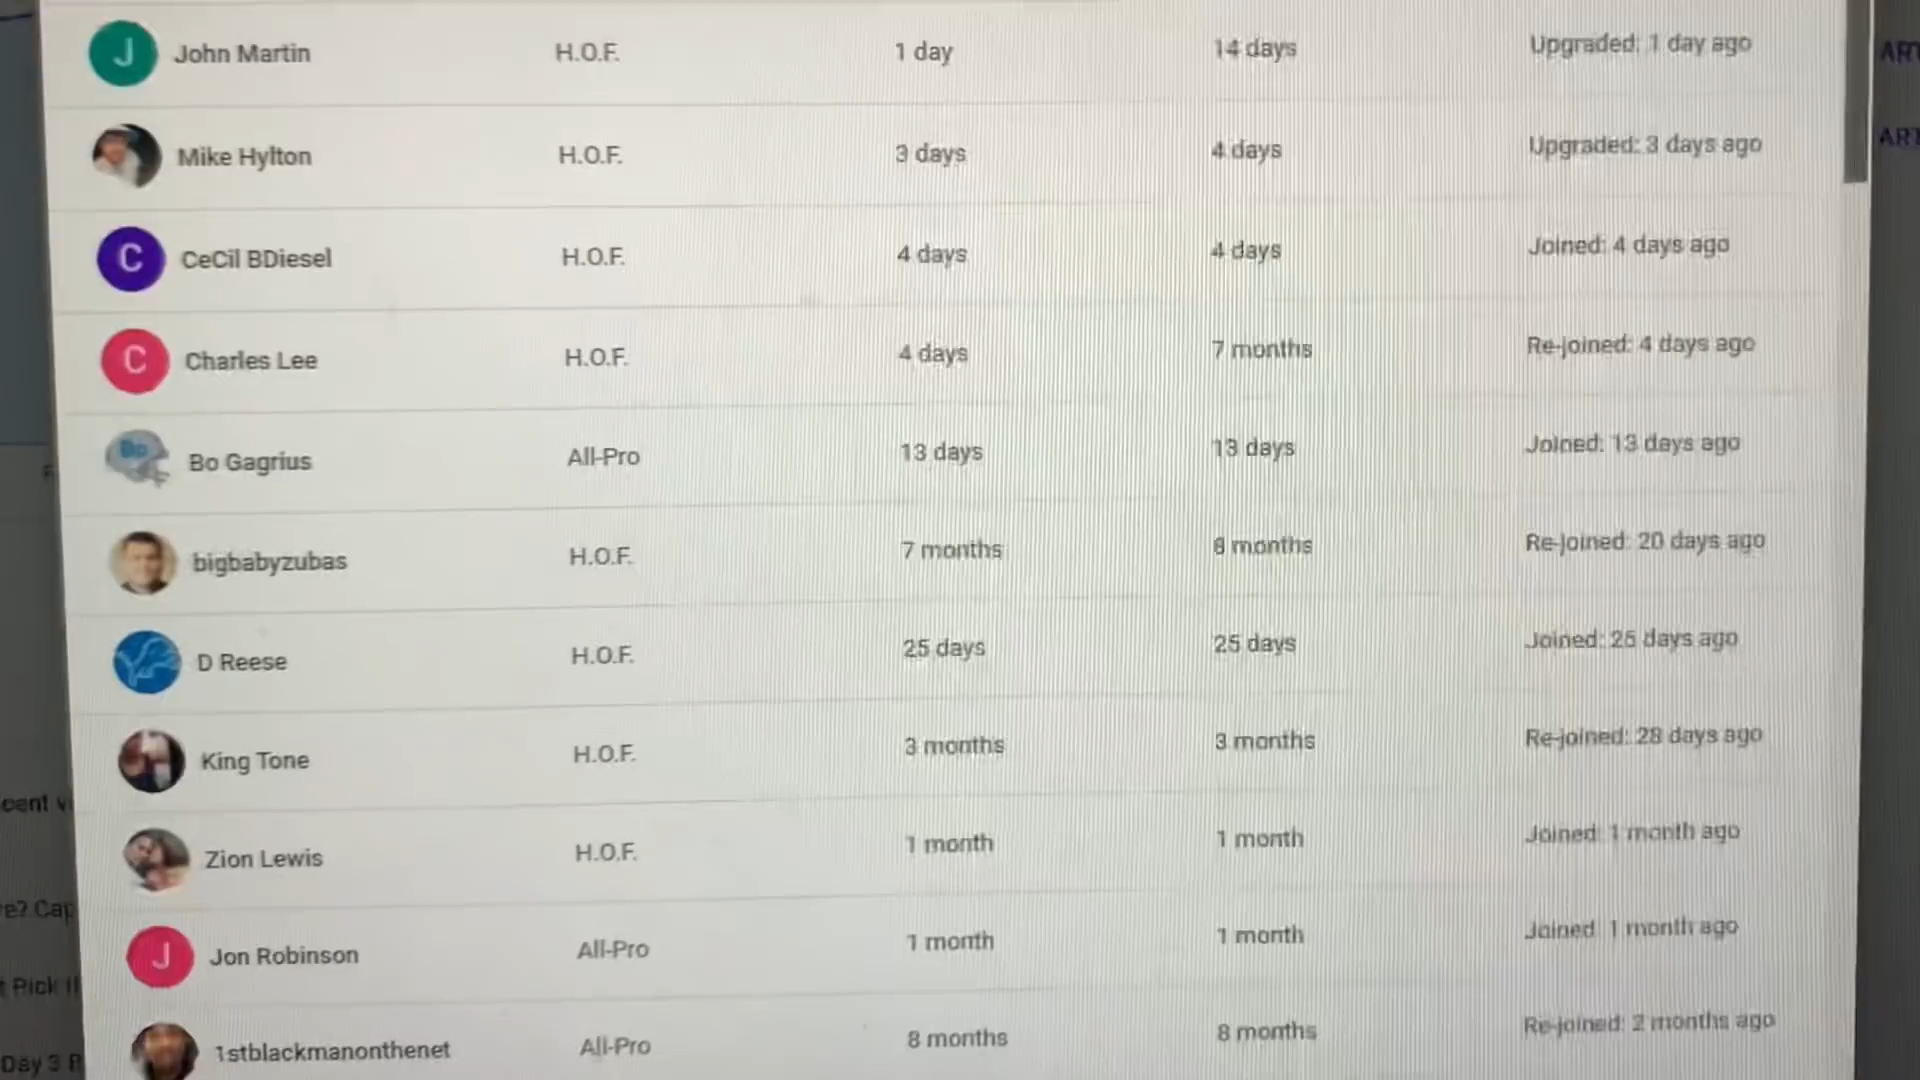 J John Martin H.O.F. 1 day 14 days Upgraded: 1 day ago
Mike Hylton H.O.F. 3 days 4 days Upgraded: 3 days ago
C CeCil BDiesel H.O.F. 4 days 4 days Joined: 4 days ago
C Charles Lee H.O.F. 4 days 7 months Re-joined: 4 days ago
Bo Bo Gagrius All-Pro 13 days 13 days Joined: 13 days ago
bigbabyzubas H.O.F. 7 months 8 months Re-joined: 20 days ago
D Reese H.O.F. 25 days 25 days Joined: 25 days ago
King Tone H.O.F. 3 months 3 months Re-joined: 28 days ago
Zion Lewis H.O.F. 1 month 1 month Joined: 1 month ago
J Jon Robinson All-Pro 1 month 1 month Joined: 1 month ago
1stblackmanonthenet All-Pro 8 months 8 months Re-joined: 2 months ago
Day 3